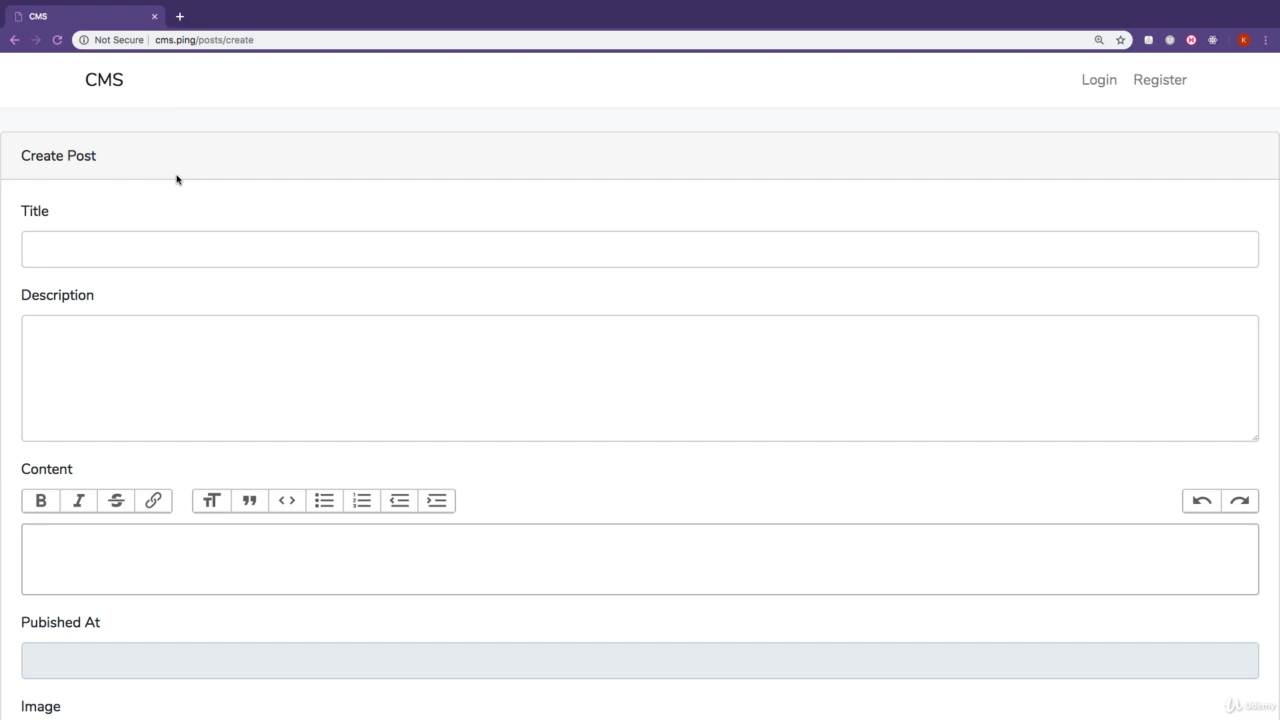 CMS
Not Secure
cms.ping/posts/create
K
CMS
Login
Register
Create Post
Title
Description
Content
Pubished At
Image
Udemy